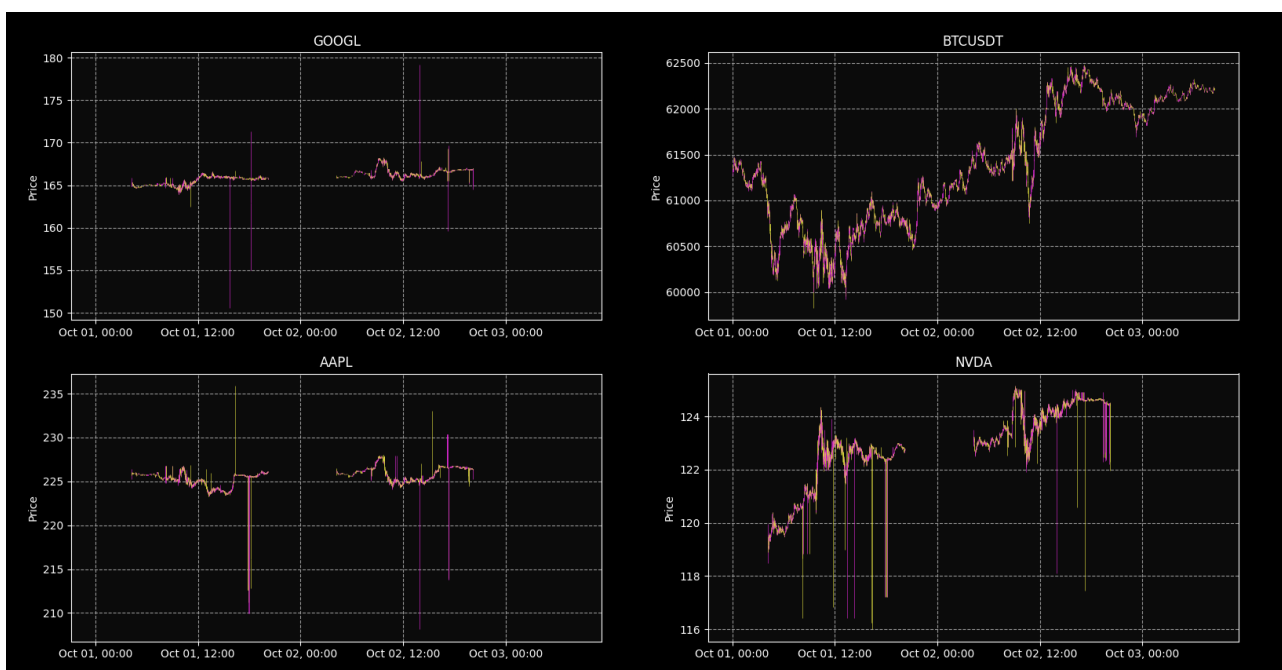 GOOGL
180
175
170
165
160
155
150
Price
Oct 01, 00:00
Oct 01, 12:00
Oct 02, 00:00
Oct 02, 12:00
Oct 03, 00:00
BTCUSDT
62500
62000
61500
61000
60500
60000
Price
Oct 01, 00:00
Oct 01, 12:00
Oct 02, 00:00
Oct 02, 12:00
Oct 03, 00:00
AAPL
235
230
225
220
215
210
Price
Oct 01, 00:00
Oct 01, 12:00
Oct 02, 00:00
Oct 02, 12:00
Oct 03, 00:00
NVDA
124
122
120
118
116
Price
Oct 01, 00:00
Oct 01, 12:00
Oct 02, 00:00
Oct 02, 12:00
Oct 03, 00:00